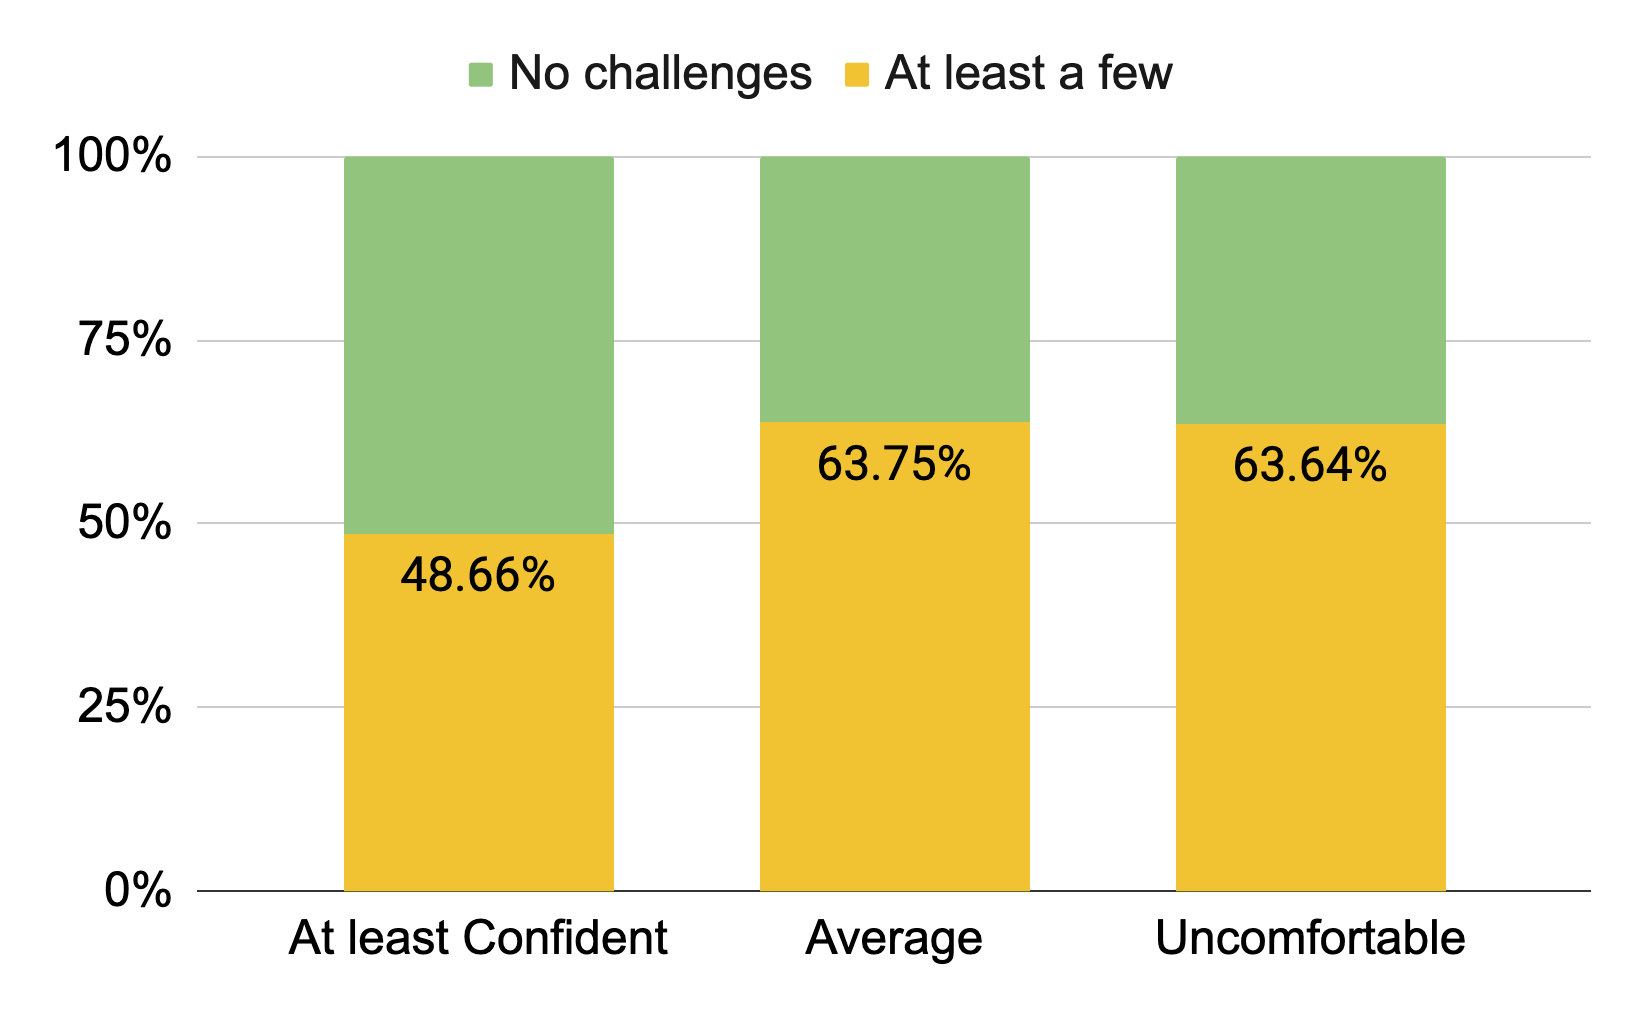 No challenges At least a few
100%
75%
50%
25%
0%
48.66%
63.75%
63.64%
At least Confident
Average
Uncomfortable